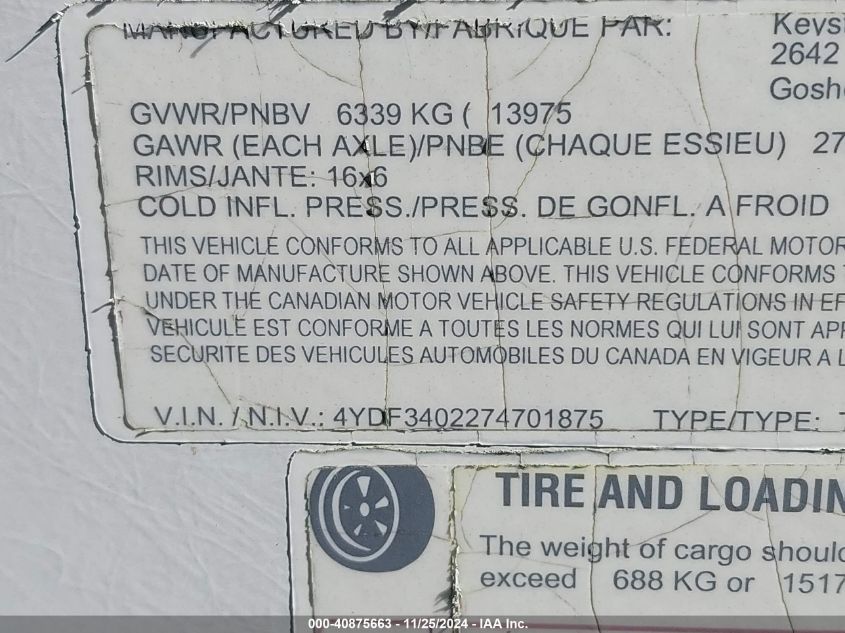 MANUFACTURED BY/FABRIQUE PAR:
2642
GVWR/PNBV 6339 KG ( 13975
GAWR (EACH AXLE)/PNBE (CHAQUE ESSIEU) 27
RIMS/JANTE: 16x6
COLD INFL. PRESS./PRESS. DE GONFL. A FROID
THIS VEHICLE CONFORMS TO ALL APPLICABLE U.S. FEDERAL MOTOR
DATE OF MANUFACTURE SHOWN ABOVE. THIS VEHICLE CONFORMS
UNDER THE CANADIAN MOTOR VEHICLE SAFETY REGULATIONS IN EF
VEHICULE EST CONFORME A TOUTES LES NORMES QUI LUI SONT APP
SECURITE DES VEHICULES AUTOMOBILES DU CANADA EN VIGEUR A L
V.I.N. / N.I.V.: 4YDF3402274701875 TYPE/TYPE:
TIRE AND LOADIN
The weight of cargo should
exceed 688 KG or 1517
000-40875663 - 11/25/2024 - IAA Inc.